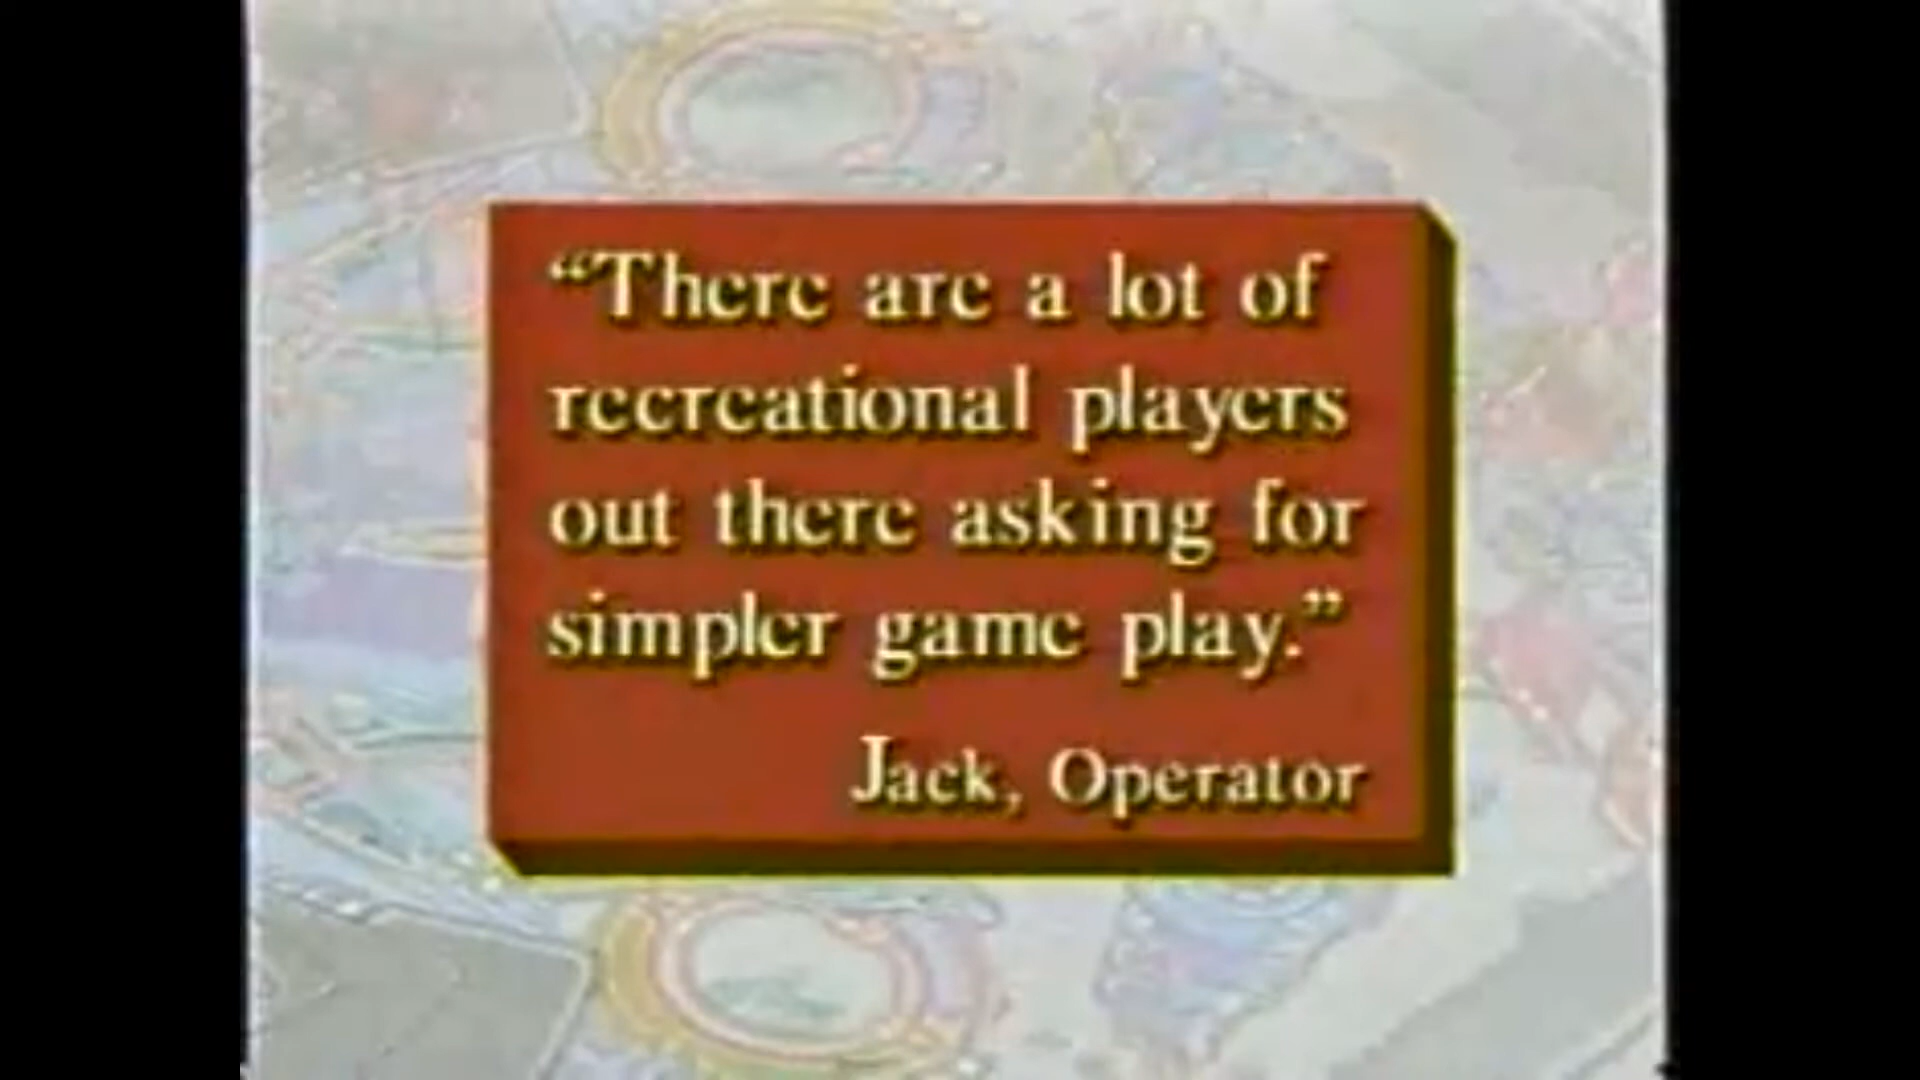 “There are a lot of
recreational players
out there asking for
simpler game play.”
Jack, Operator